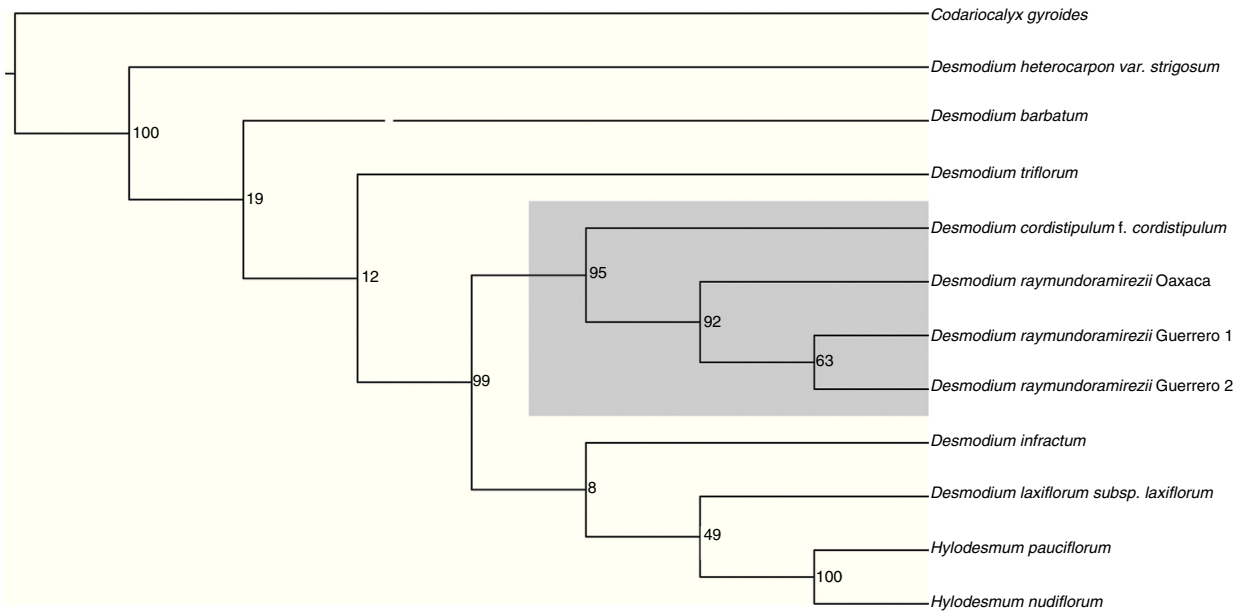 Codariocalyx gyroides
Desmodium heterocarpon var. strigosum
Desmodium barbatum
100
Desmodium triflorum
19
Desmodium cordistipulum f. cordistipulum
95
12
Desmodium raymundoramirezii Oaxaca
92
Desmodium raymundoramirezii Guerrero 1
63
99
Desmodium raymundoramirezii Guerrero 2
Desmodium infractum
8
Desmodium laxiflorum subsp. laxiflorum
49
Hylodesmum pauciflorum
100
Hylodesmum nudiflorum